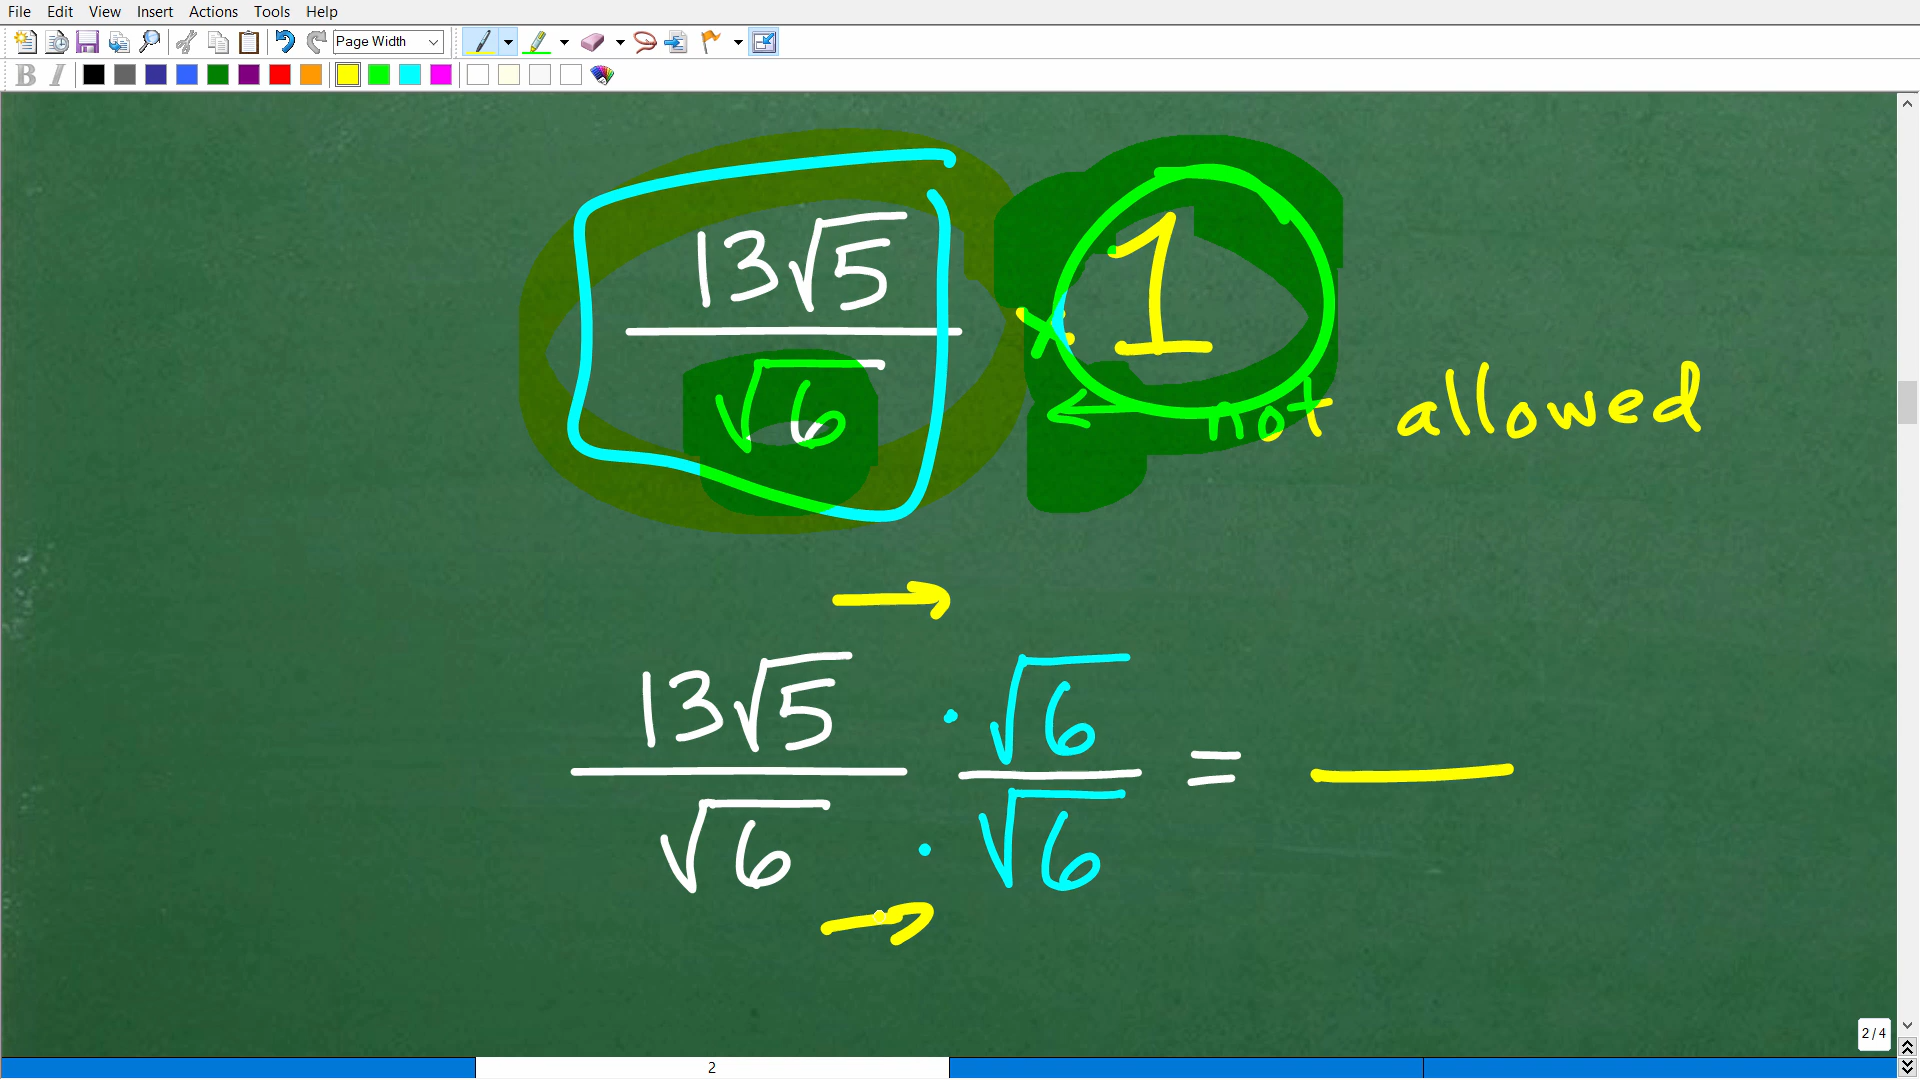 File Edit View Insert Actions Tools Help
Page Width
B I
13√5
√6
× 1
not allowed
13√5 · √6 =
√6 · √6
2 / 4
2